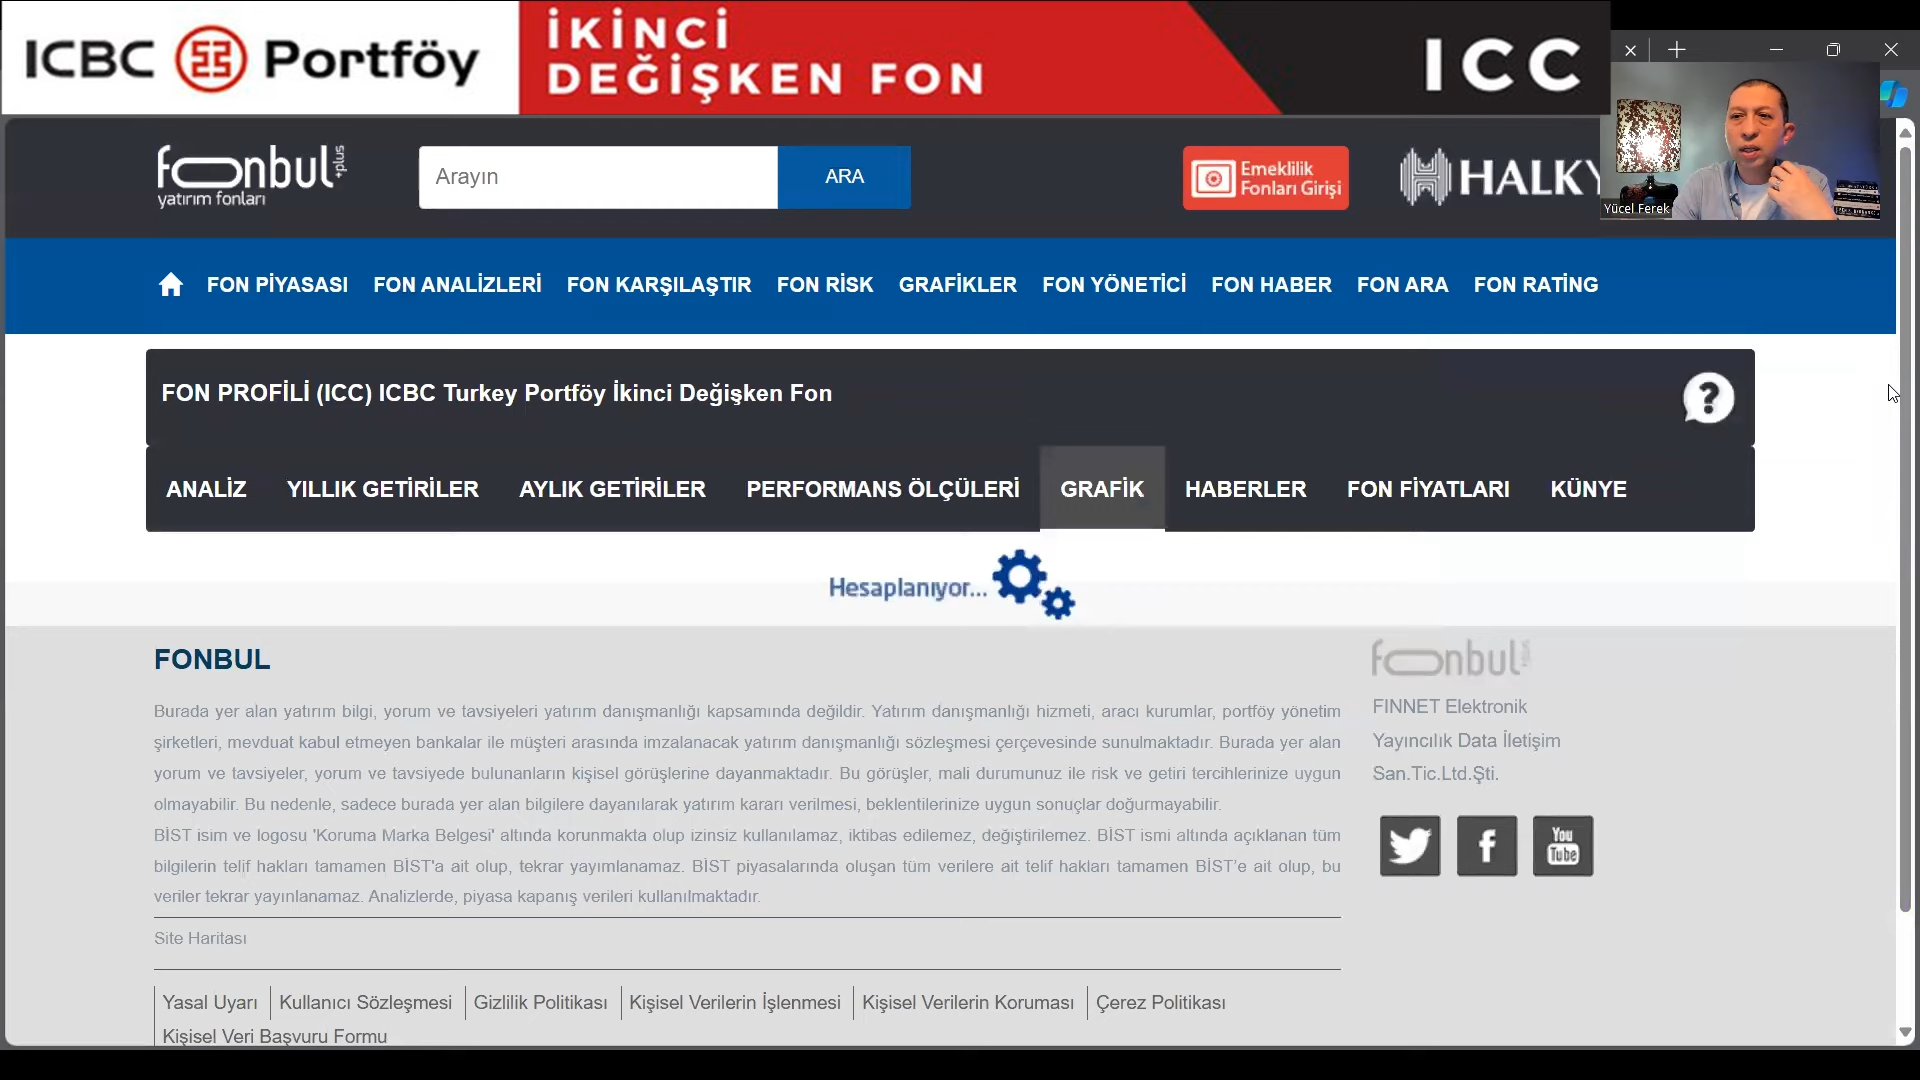 ICBC Portföy
İKİNCİ
DEĞİŞKEN FON
ICC
fonbul+plus
yatırım fonları
Arayın
ARA
Emeklilik
Fonları Girişi
HALKY
Yücel Ferek
FON PİYASASI FON ANALİZLERİ FON KARŞILAŞTIR FON RİSK GRAFİKLER FON YÖNETİCİ FON HABER FON ARA FON RATİNG
FON PROFİLİ (ICC) ICBC Turkey Portföy İkinci Değişken Fon
?
ANALİZ YILLIK GETİRİLER AYLIK GETİRİLER PERFORMANS ÖLÇÜLERİ GRAFİK HABERLER FON FİYATLARI KÜNYE
Hesaplanıyor...
FONBUL
Burada yer alan yatırım bilgi, yorum ve tavsiyeleri yatırım danışmanlığı kapsamında değildir. Yatırım danışmanlığı hizmeti, aracı kurumlar, portföy yönetim
şirketleri, mevduat kabul etmeyen bankalar ile müşteri arasında imzalanacak yatırım danışmanlığı sözleşmesi çerçevesinde sunulmaktadır. Burada yer alan
yorum ve tavsiyeler, yorum ve tavsiyede bulunanların kişisel görüşlerine dayanmaktadır. Bu görüşler, mali durumunuz ile risk ve getiri tercihlerinize uygun
olmayabilir. Bu nedenle, sadece burada yer alan bilgilere dayanılarak yatırım kararı verilmesi, beklentilerinize uygun sonuçlar doğurmayabilir.
BİST isim ve logosu 'Koruma Marka Belgesi' altında korunmakta olup izinsiz kullanılamaz, iktibas edilemez, değiştirilemez. BİST ismi altında açıklanan tüm
bilgilerin telif hakları tamamen BİST'a ait olup, tekrar yayımlanamaz. BİST piyasalarında oluşan tüm verilere ait telif hakları tamamen BİST'e ait olup, bu
veriler tekrar yayınlanamaz. Analizlerde, piyasa kapanış verileri kullanılmaktadır.
Site Haritası
Yasal Uyarı Kullanıcı Sözleşmesi Gizlilik Politikası Kişisel Verilerin İşlenmesi Kişisel Verilerin Koruması Çerez Politikası
Kişisel Veri Başvuru Formu
fonbul+plus
FINNET Elektronik
Yayıncılık Data İletişim
San.Tic.Ltd.Şti.
You
Tube